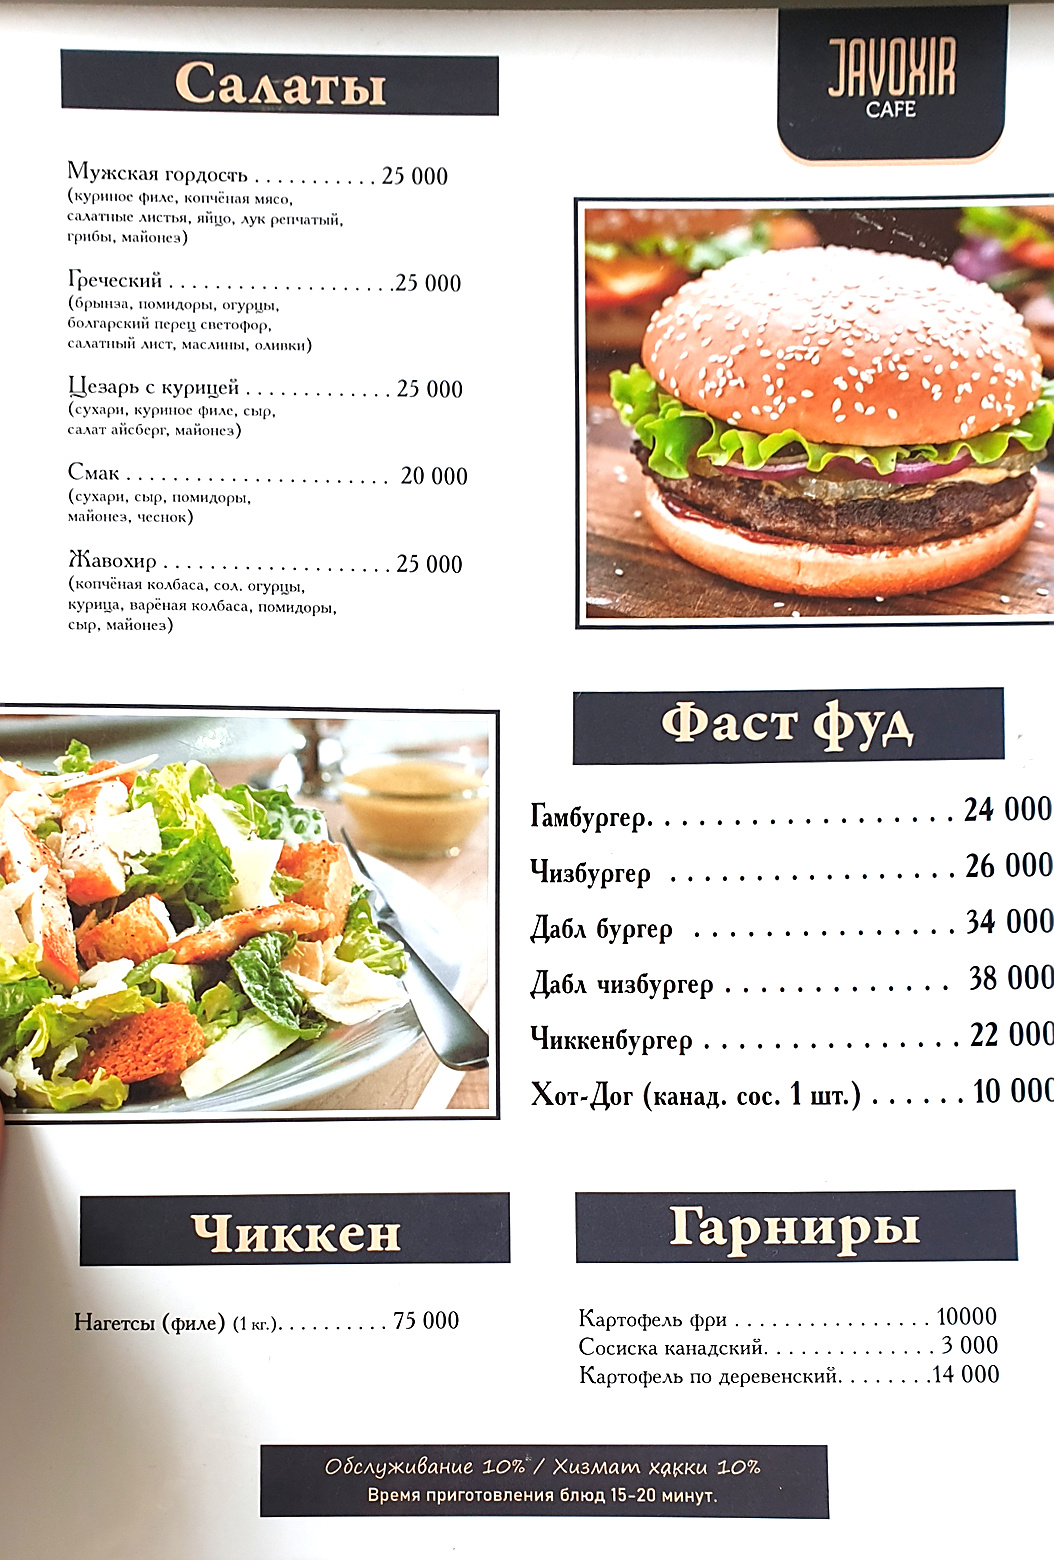 JAVOXIR
CAFE
Салаты
Мужская гордость . . . . . . . . . . . 25 000
(куриное филе, копчёная мясо,
салатные листья, яйцо, лук репчатый,
грибы, майонез)
Греческий . . . . . . . . . . . . . . . . . . . .25 000
(брынза, помидоры, огурцы,
болгарский перец светофор,
салатный лист, маслины, оливки)
Цезарь с курицей . . . . . . . . . . . . . 25 000
(сухари, куриное филе, сыр,
салат айсберг, майонез)
Смак . . . . . . . . . . . . . . . . . . . . . . . 20 000
(сухари, сыр, помидоры,
майонез, чеснок)
Жавохир . . . . . . . . . . . . . . . . . . . . 25 000
(копчёная колбаса, сол. огурцы,
курица, варёная колбаса, помидоры,
сыр, майонез)
Фаст фуд
Гамбургер. . . . . . . . . . . . . . . . . . . 24 000
Чизбургер . . . . . . . . . . . . . . . . . . 26 000
Дабл бургер . . . . . . . . . . . . . . . . 34 000
Дабл чизбургер . . . . . . . . . . . . . 38 000
Чиккенбургер . . . . . . . . . . . . . . . 22 000
Хот-Дог (канад. сос. 1 шт.) . . . . . . 10 000
Чиккен
Нагетсы (филе) (1 кг.). . . . . . . . . . 75 000
Гарниры
Картофель фри . . . . . . . . . . . . . . . . 10000
Сосиска канадский. . . . . . . . . . . . . . 3 000
Картофель по деревенский. . . . . . . .14 000
Обслуживание 10% / Хизмат хаққи 10%
Время приготовления блюд 15-20 минут.